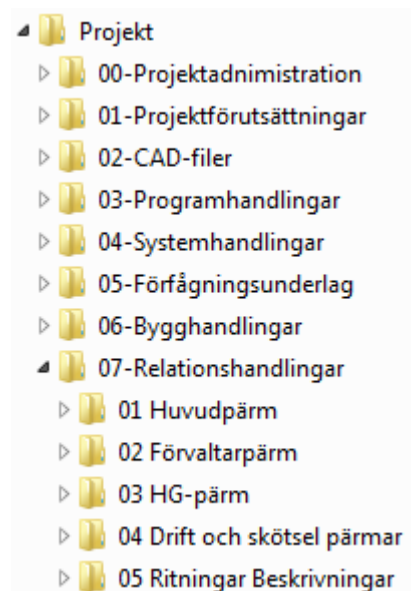 Projekt
00-Projektadnimistration
01-Projektförutsättningar
02-CAD-filer
03-Programhandlingar
04-Systemhandlingar
05-Förfågningsunderlag
06-Bygghandlingar
07-Relationshandlingar
01 Huvudpärm
02 Förvaltarpärm
03 HG-pärm
04 Drift och skötsel pärmar
05 Ritningar Beskrivningar